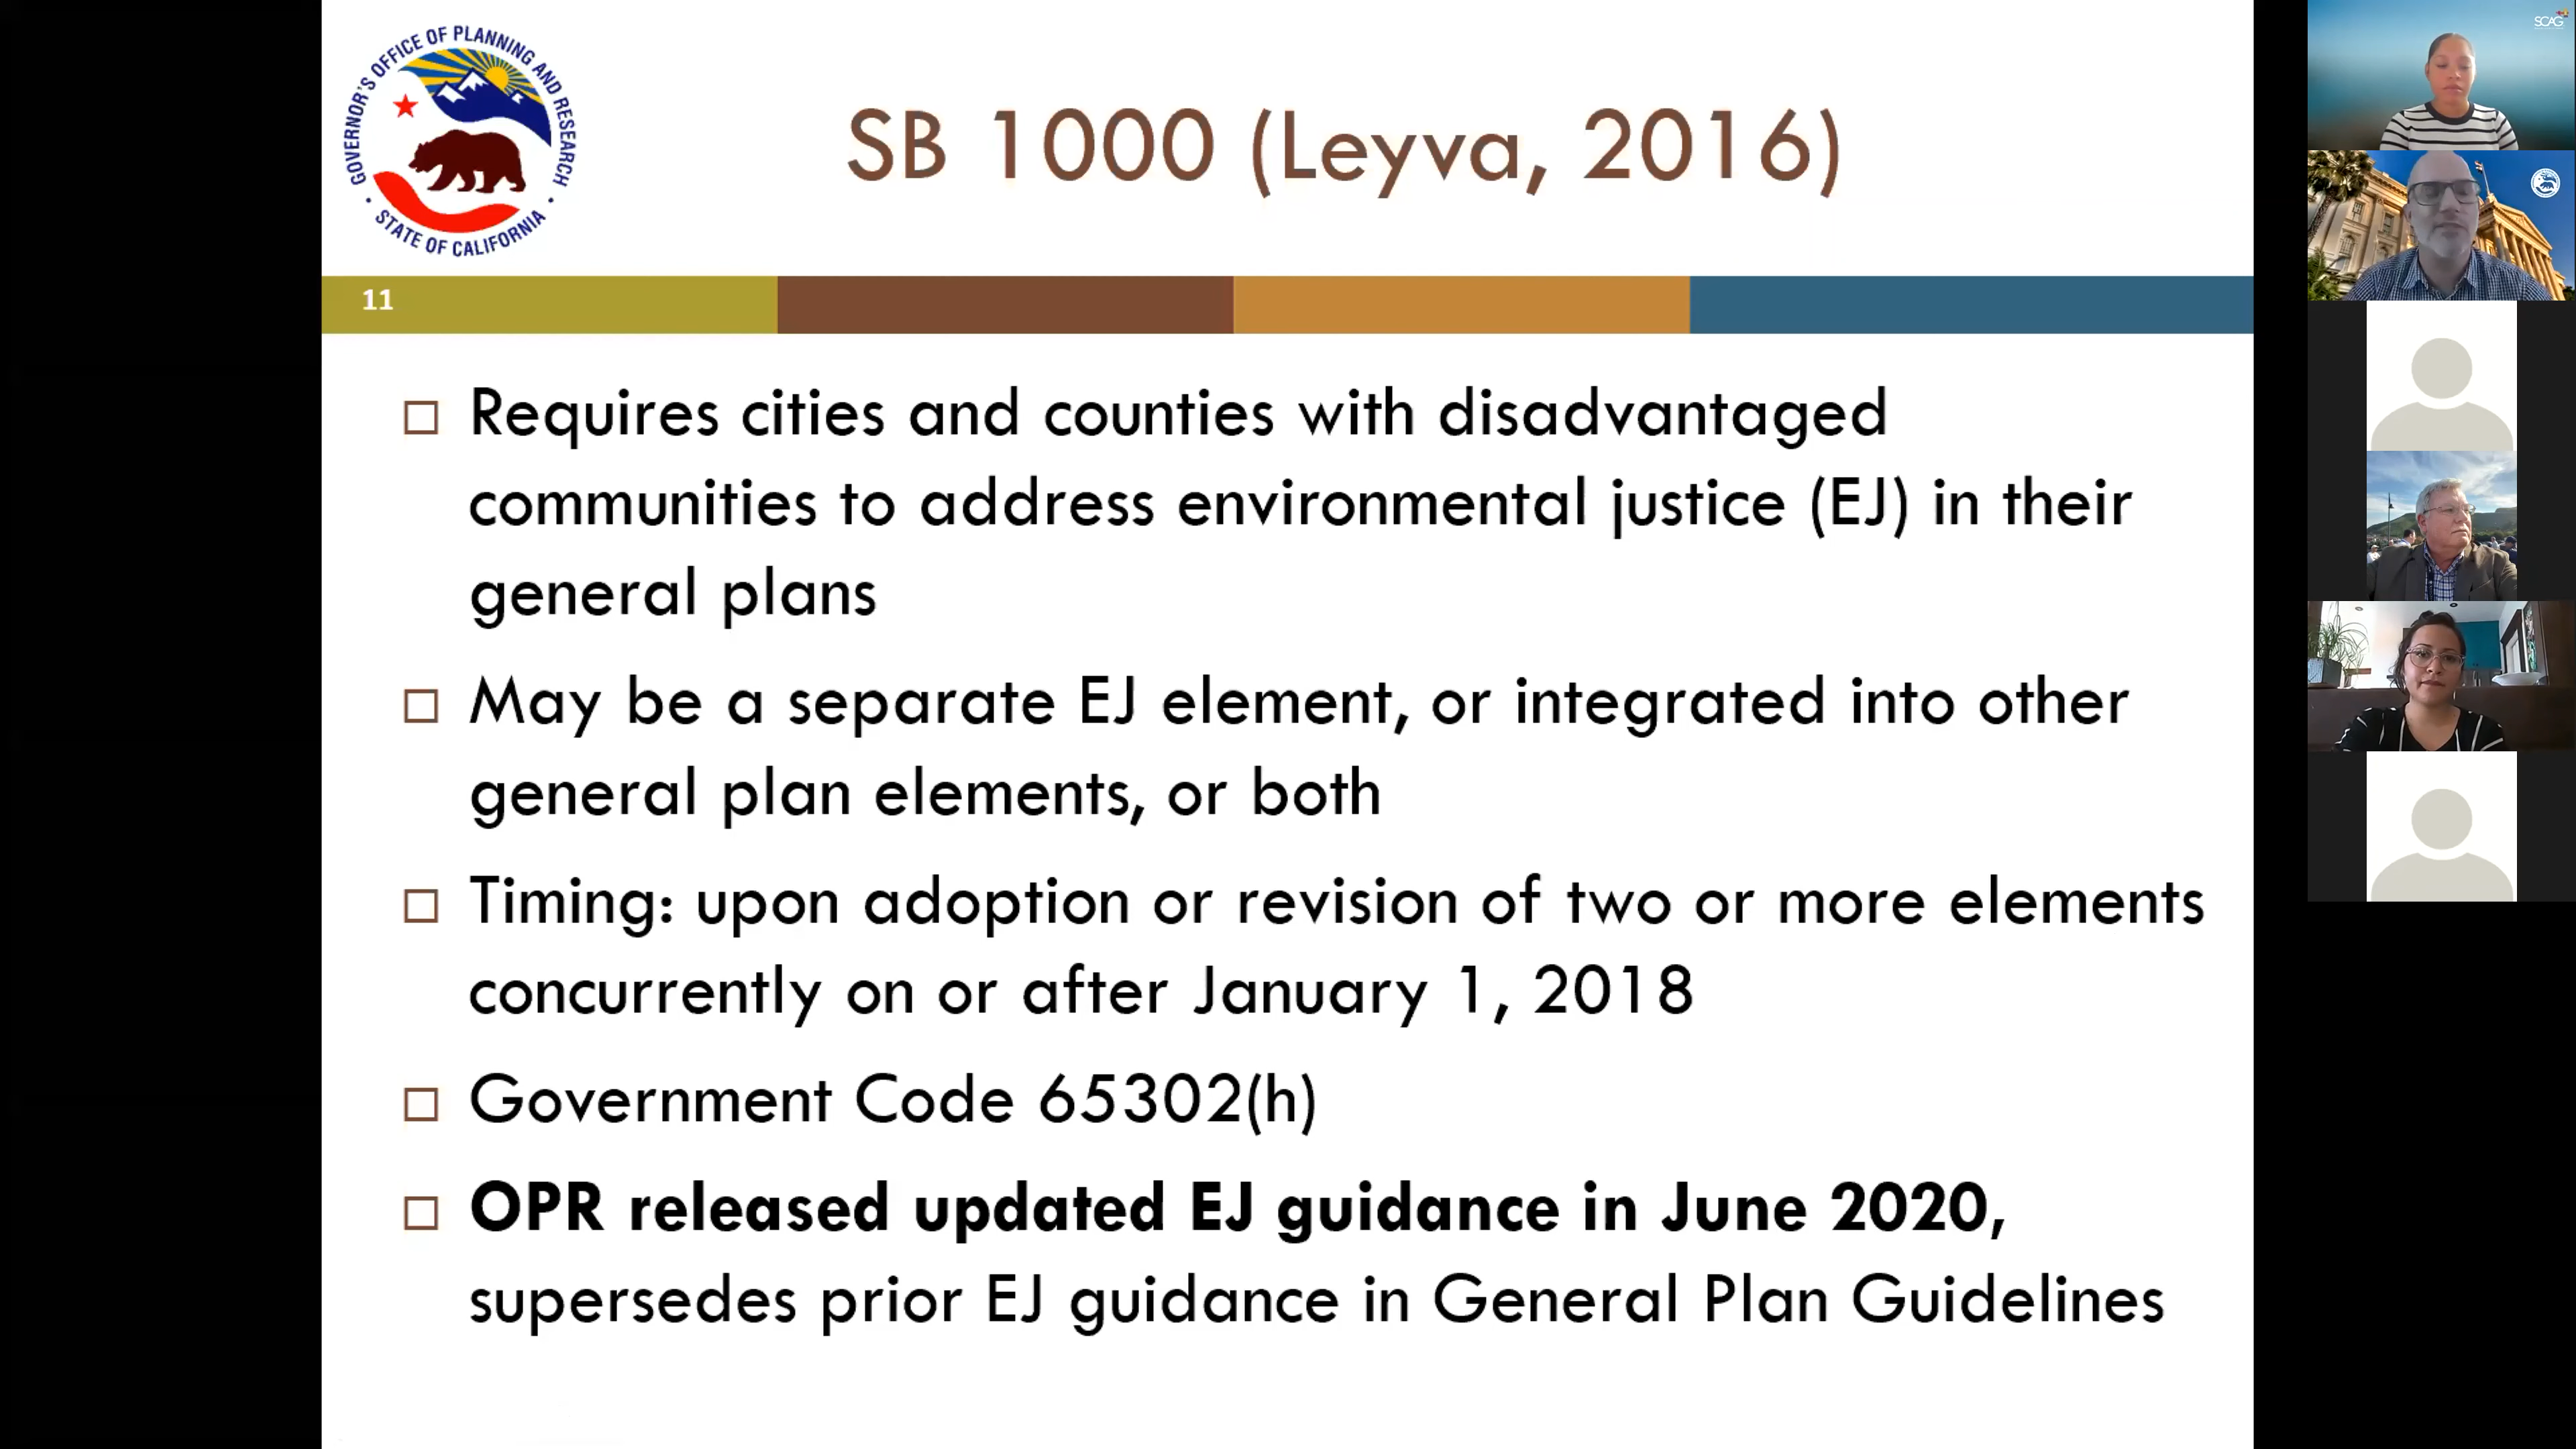 GOVERNOR'S OFFICE OF PLANNING AND RESEARCH
• STATE OF CALIFORNIA •
SB 1000 (Leyva, 2016)
11
Requires cities and counties with disadvantaged
communities to address environmental justice (EJ) in their
general plans
May be a separate EJ element, or integrated into other
general plan elements, or both
Timing: upon adoption or revision of two or more elements
concurrently on or after January 1, 2018
Government Code 65302(h)
OPR released updated EJ guidance in June 2020,
supersedes prior EJ guidance in General Plan Guidelines
SCAG